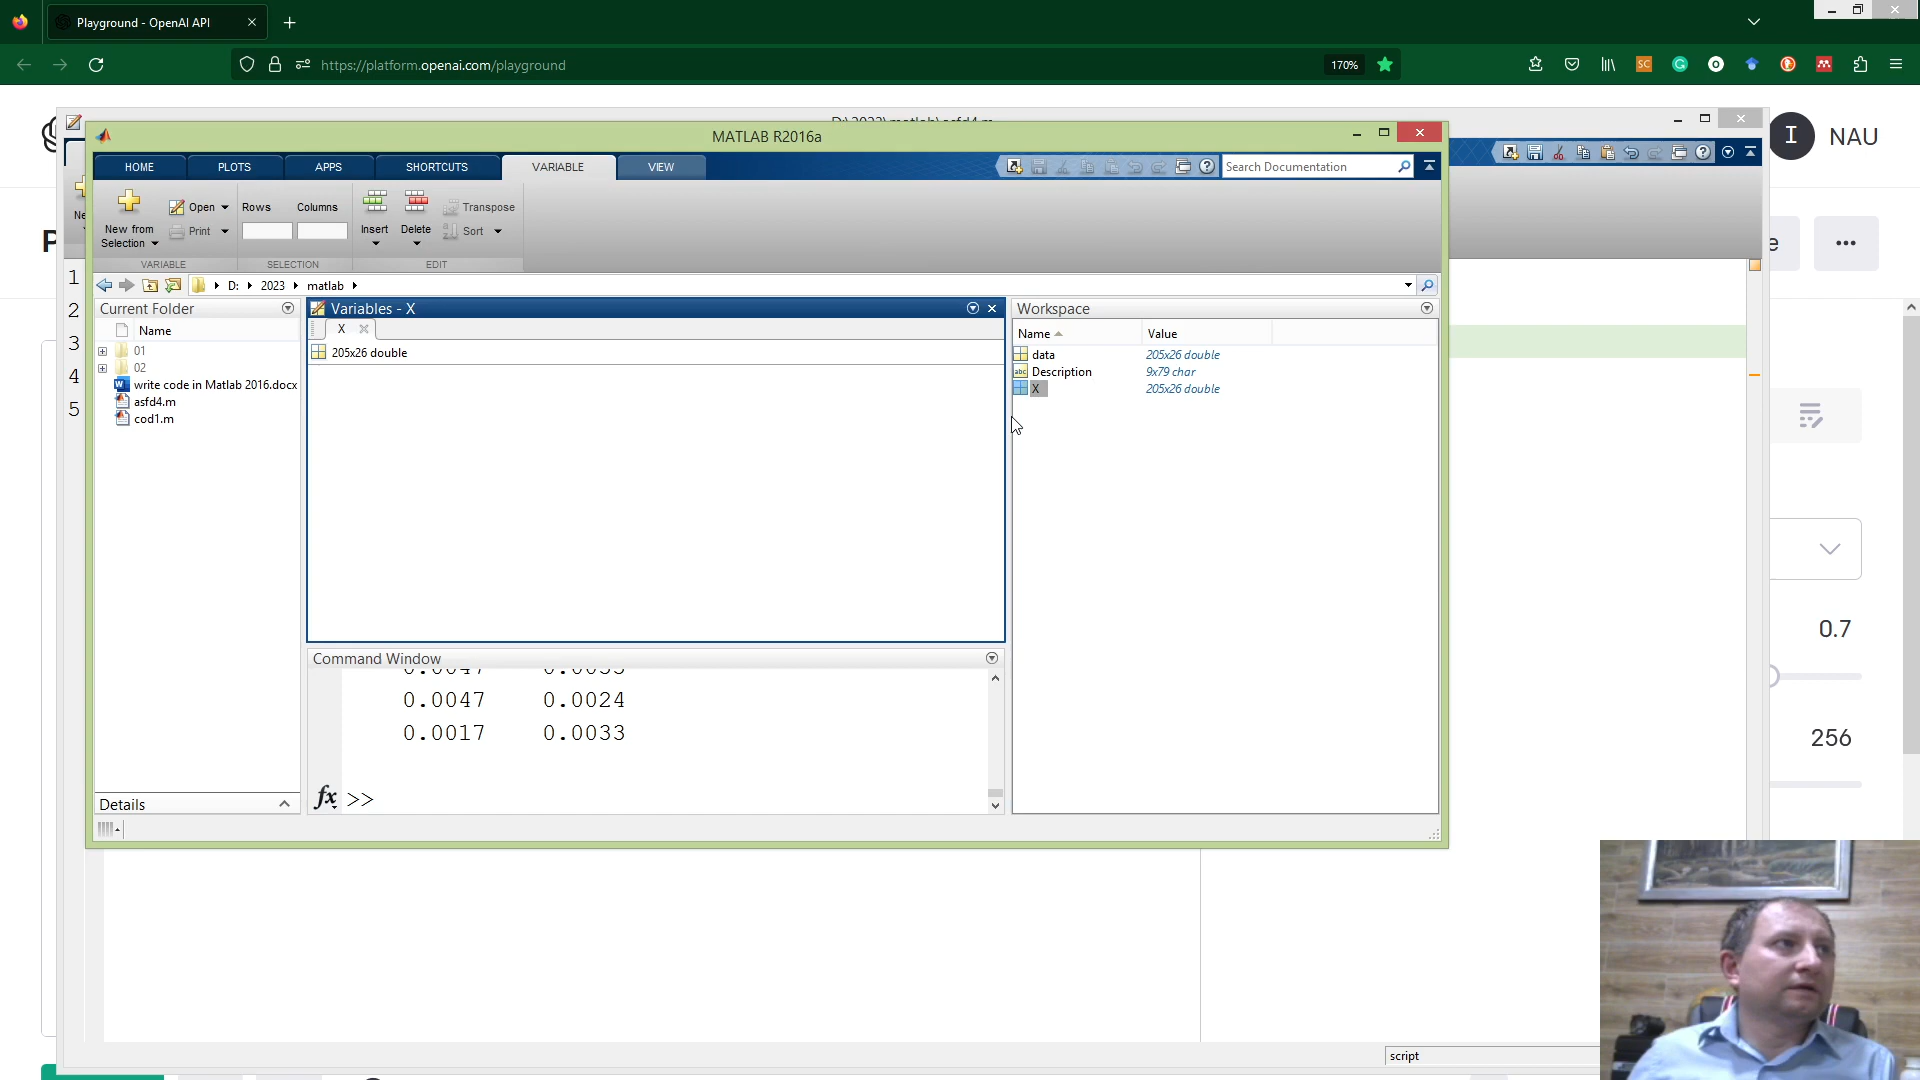 Playground - OpenAI API
https://platform.openai.com/playground
170%
SC
I
NAU
MATLAB R2016a
HOME
PLOTS
APPS
SHORTCUTS
VARIABLE
VIEW
Search Documentation
New from
Selection
Open
Print
Rows
Columns
Insert
Delete
Transpose
Sort
VARIABLE
SELECTION
EDIT
D:
2023
matlab
Current Folder
Name
01
02
write code in Matlab 2016.docx
asfd4.m
cod1.m
Details
Variables - X
X
205x26 double
Workspace
Name
Value
data
205x26 double
Description
9x79 char
X
205x26 double
Command Window
0.0047 0.0024
0.0017 0.0033
fx >>
1
2
3
4
5
0.7
256
script